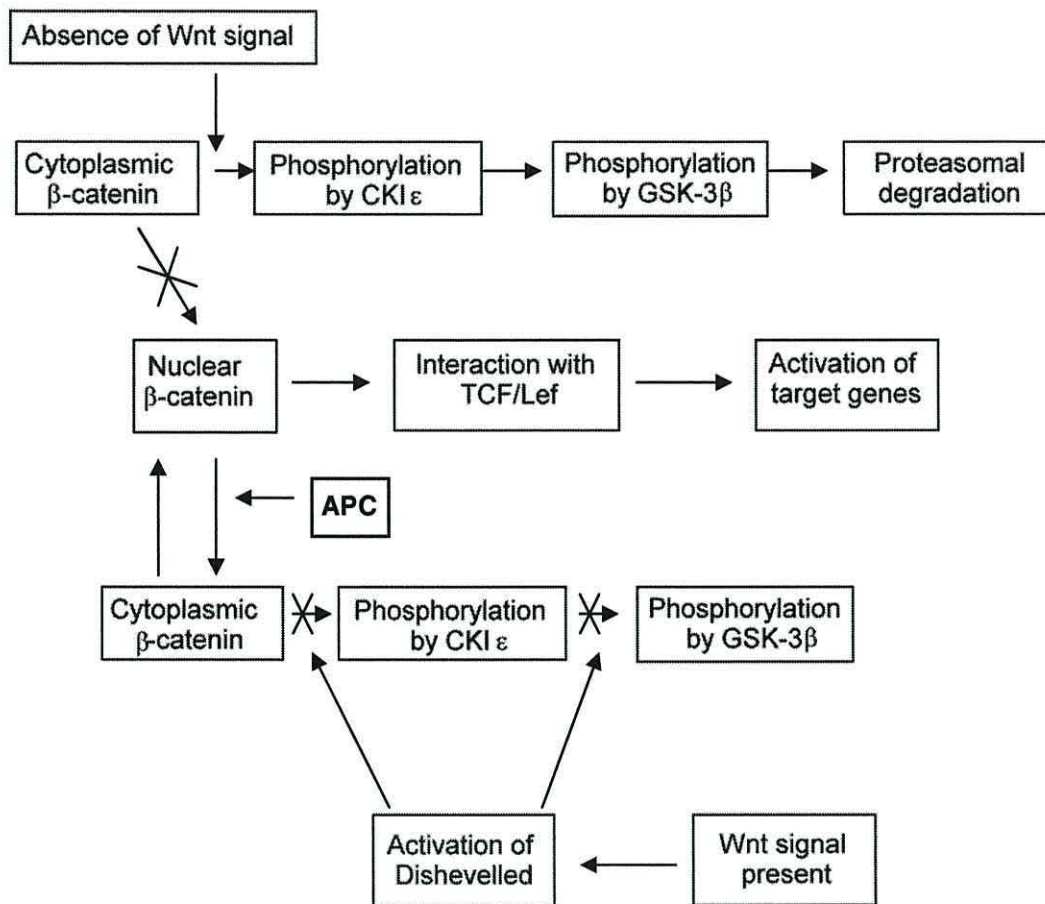 Absence of Wnt signal
Cytoplasmic
β-catenin
Phosphorylation
by CKI ε
Phosphorylation
by GSK-3β
Proteasomal
degradation
Nuclear
β-catenin
Interaction with
TCF/Lef
Activation of
target genes
APC
Cytoplasmic
β-catenin
Phosphorylation
by CKI ε
Phosphorylation
by GSK-3β
Activation of
Dishevelled
Wnt signal
present